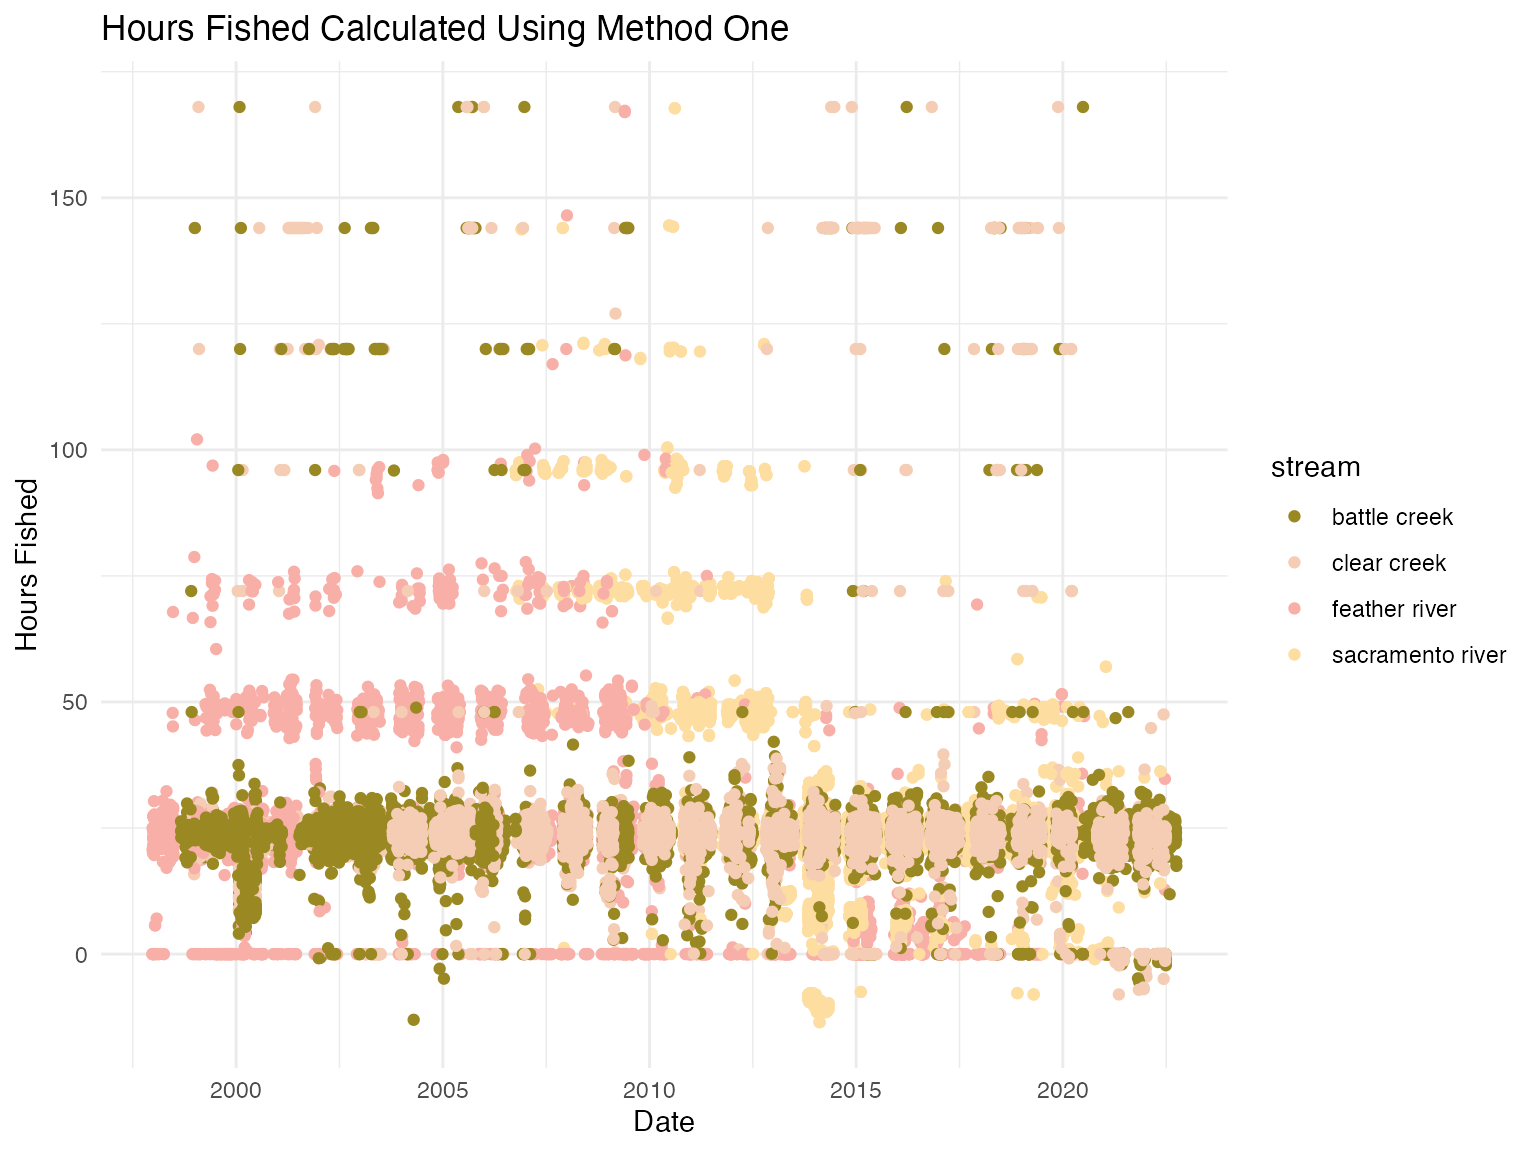 Hours Fished Calculated Using Method One
150
100
50
0
Hours Fished
2000
2005
2010
2015
2020
Date
stream
battle creek
clear creek
feather river
sacramento river